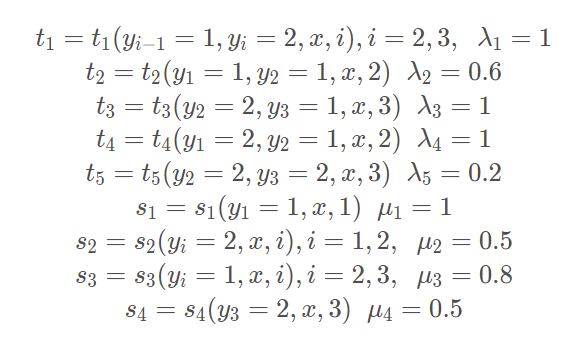 t₁ = t₁(yᵢ₋₁ = 1, yᵢ = 2, x, i), i = 2, 3, λ₁ = 1
t₂ = t₂(y₁ = 1, y₂ = 1, x, 2) λ₂ = 0.6
t₃ = t₃(y₂ = 2, y₃ = 1, x, 3) λ₃ = 1
t₄ = t₄(y₁ = 2, y₂ = 1, x, 2) λ₄ = 1
t₅ = t₅(y₂ = 2, y₃ = 2, x, 3) λ₅ = 0.2
s₁ = s₁(y₁ = 1, x, 1) μ₁ = 1
s₂ = s₂(yᵢ = 2, x, i), i = 1, 2, μ₂ = 0.5
s₃ = s₃(yᵢ = 1, x, i), i = 2, 3, μ₃ = 0.8
s₄ = s₄(y₃ = 2, x, 3) μ₄ = 0.5